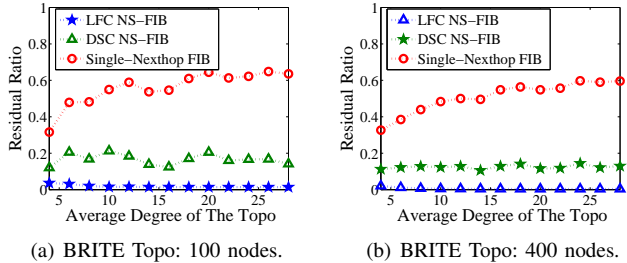 1
0.8
0.6
0.4
0.2
0
Residual Ratio
LFC NS−FIB
DSC NS−FIB
Single−Nexthop FIB
5 10 15 20 25
Average Degree of The Topo
(a) BRITE Topo: 100 nodes.
1
0.8
0.6
0.4
0.2
0
Residual Ratio
LFC NS−FIB
DSC NS−FIB
Single−Nexthop FIB
5 10 15 20 25
Average Degree of The Topo
(b) BRITE Topo: 400 nodes.